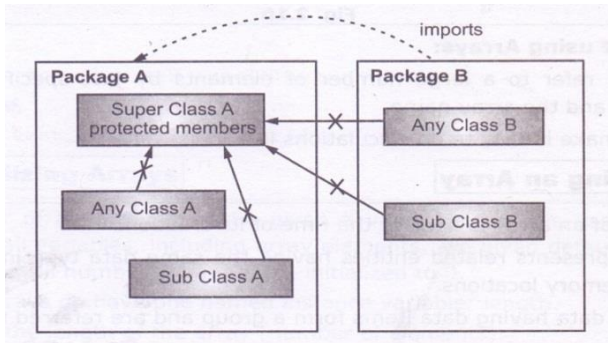 imports
Package A
Package B
Super Class A
protected members
Any Class B
Any Class A
Sub Class B
Sub Class A